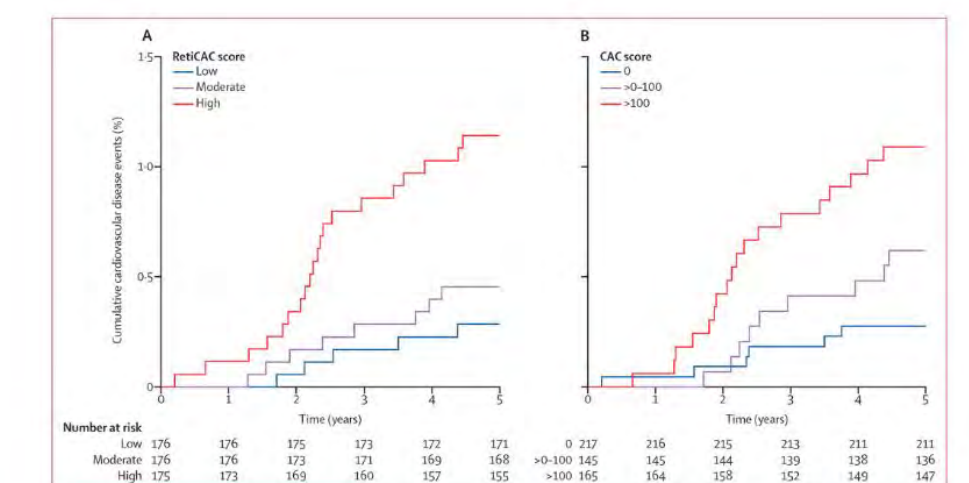 A
RetiCAC score
Low
Moderate
High
1·5
1·0
0·5
0
Cumulative cardiovascular disease events (%)
0 1 2 3 4 5
Time (years)
B
CAC score
0
>0–100
>100
0 1 2 3 4 5
Time (years)
Number at risk
Low 176 176 175 173 172 171
Moderate 176 176 173 171 169 168
High 175 173 169 160 157 155
0 217 216 215 213 211 211
>0–100 145 145 144 139 138 136
>100 165 164 158 152 149 147